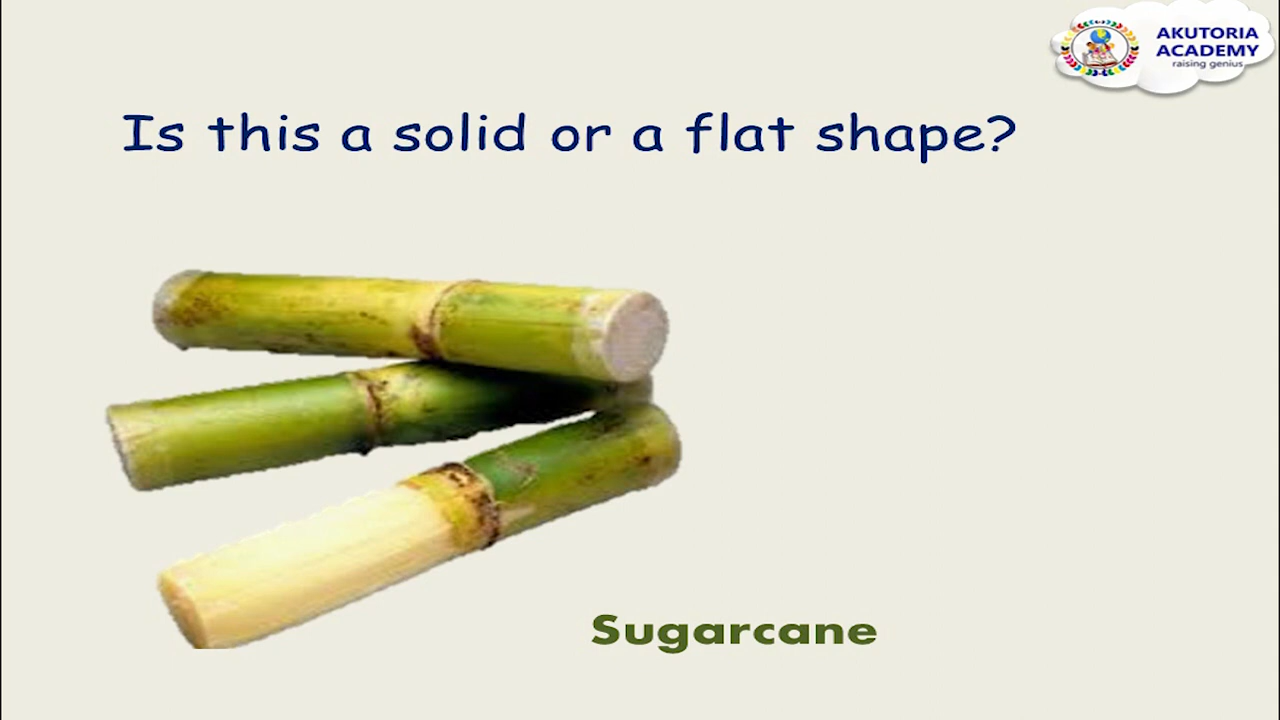 AKUTORIA
ACADEMY
raising genius
Is this a solid or a flat shape?
Sugarcane